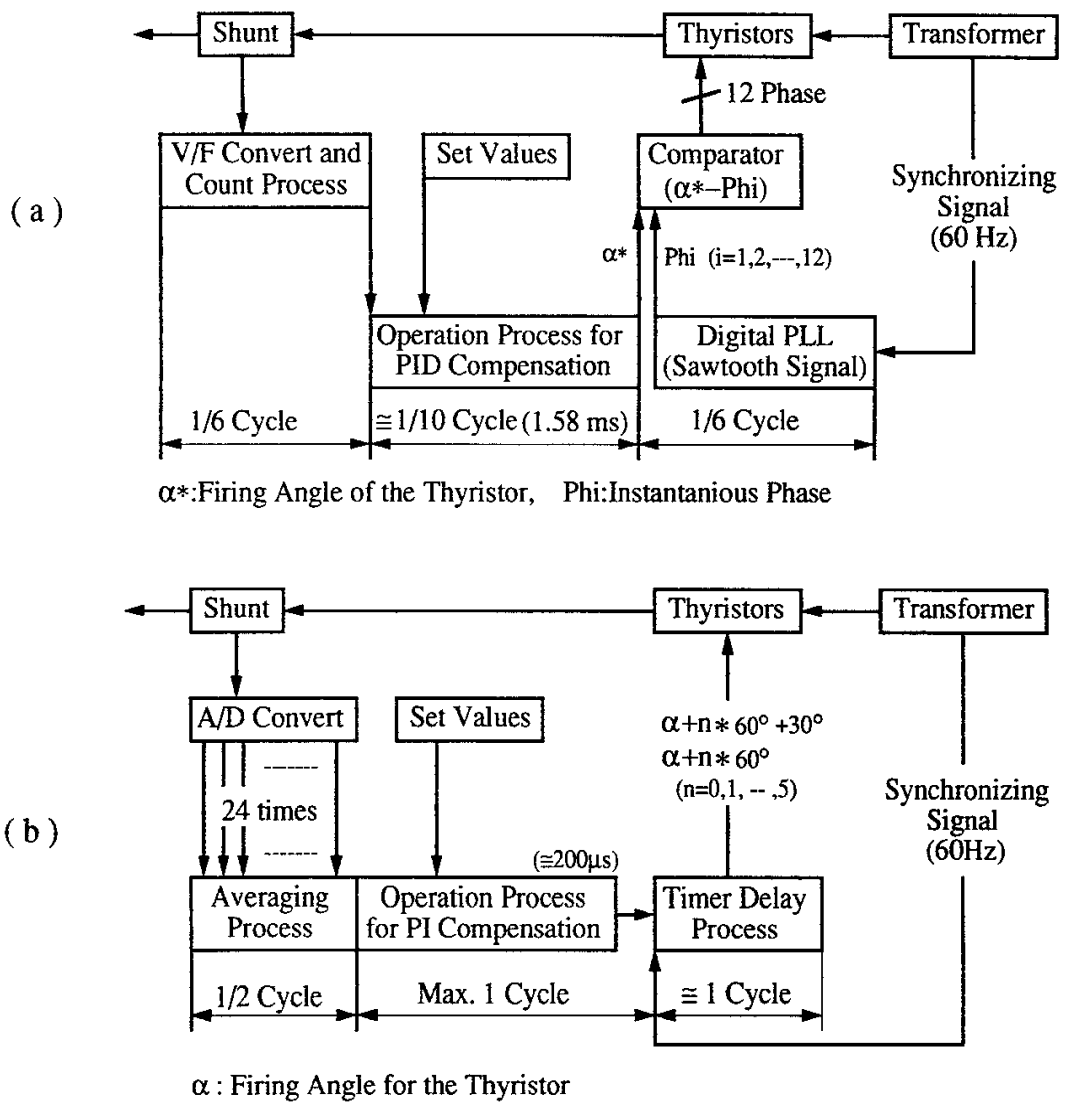 Shunt
Thyristors
Transformer
12 Phase
V/F Convert and
Count Process
Set Values
Comparator
(α*–Phi)
Synchronizing
Signal
(60 Hz)
( a )
α*
Phi (i=1,2,---,12)
Operation Process for
PID Compensation
Digital PLL
(Sawtooth Signal)
1/6 Cycle
≅1/10 Cycle (1.58 ms)
1/6 Cycle
α*:Firing Angle of the Thyristor, Phi:Instantanious Phase
Shunt
Thyristors
Transformer
A/D Convert
Set Values
α+n*60° +30°
α+n*60°
(n=0,1, -- ,5)
-------
24 times
-------
Synchronizing
Signal
(60Hz)
( b )
(≅200μs)
Averaging
Process
Operation Process
for PI Compensation
Timer Delay
Process
1/2 Cycle
Max. 1 Cycle
≅ 1 Cycle
α : Firing Angle for the Thyristor